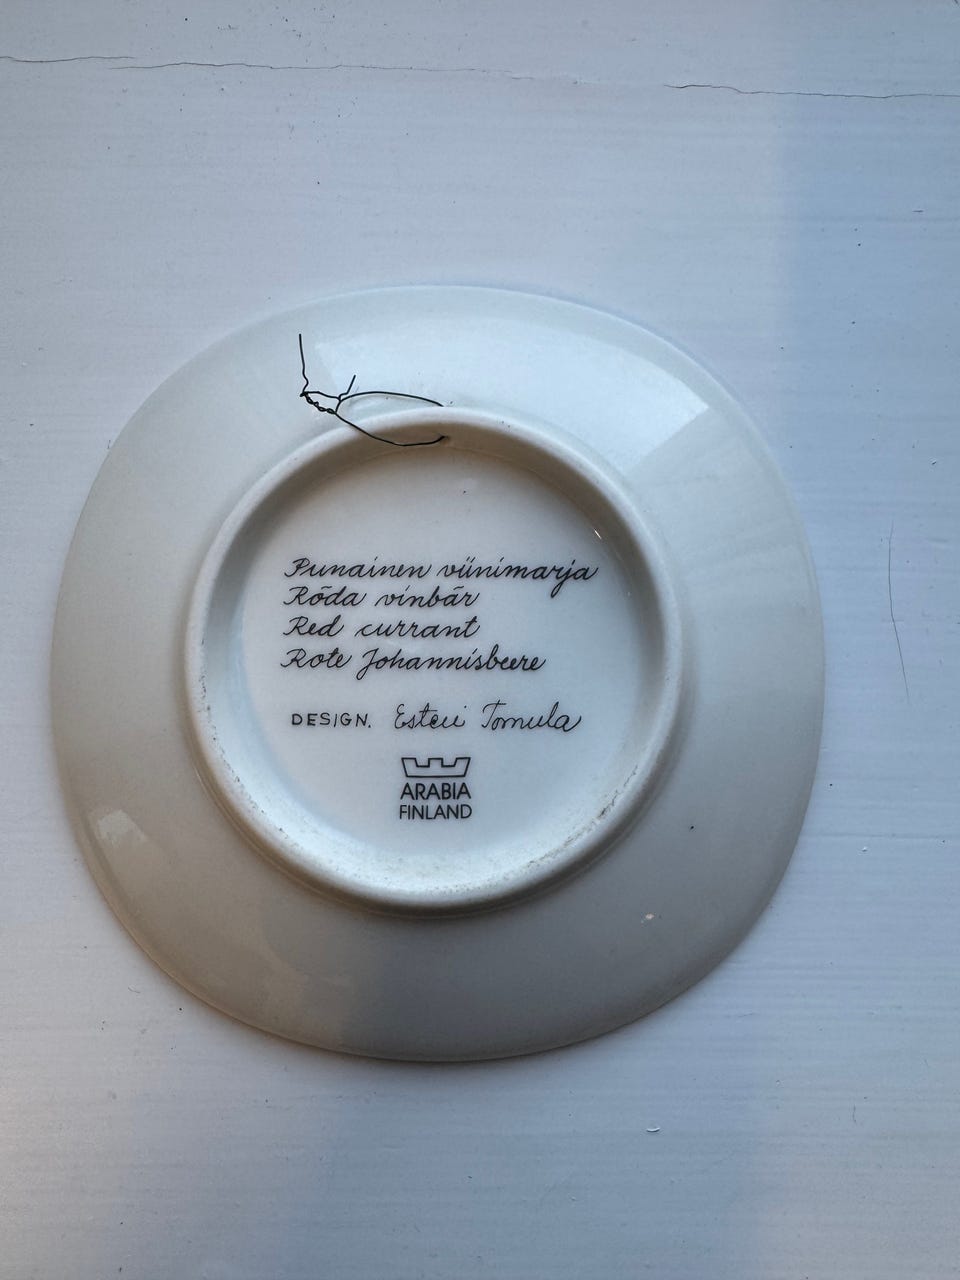 Punainen viinimarja
Röda vinbär
Red currant
Rote Johannisbeere
DESIGN. Esteri Tomula
ARABIA
FINLAND